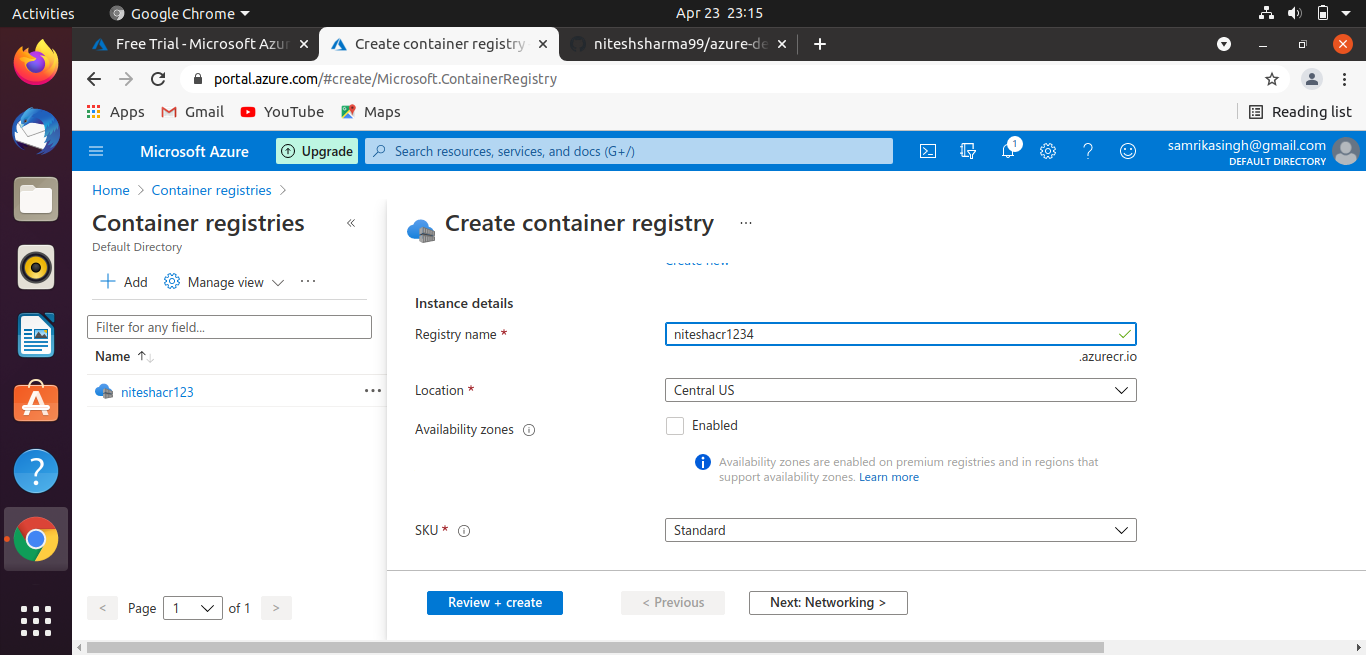 Activities
Google Chrome
Apr 23 23:15
Free Trial - Microsoft Azur
Create container registry
niteshsharma99/azure-de
portal.azure.com/#create/Microsoft.ContainerRegistry
Apps
Gmail
YouTube
Maps
Reading list
Microsoft Azure
Upgrade
Search resources, services, and docs (G+/)
1
samrikasingh@gmail.com
DEFAULT DIRECTORY
Home > Container registries >
Container registries
«
Default Directory
+ Add
Manage view
···
Filter for any field...
Name ↑↓
niteshacr123
···
< Page 1 of 1 >
Create container registry
···
Create new
Instance details
Registry name *
niteshacr1234
.azurecr.io
Location *
Central US
Availability zones
Enabled
Availability zones are enabled on premium registries and in regions that
support availability zones. Learn more
SKU *
Standard
Review + create
< Previous
Next: Networking >